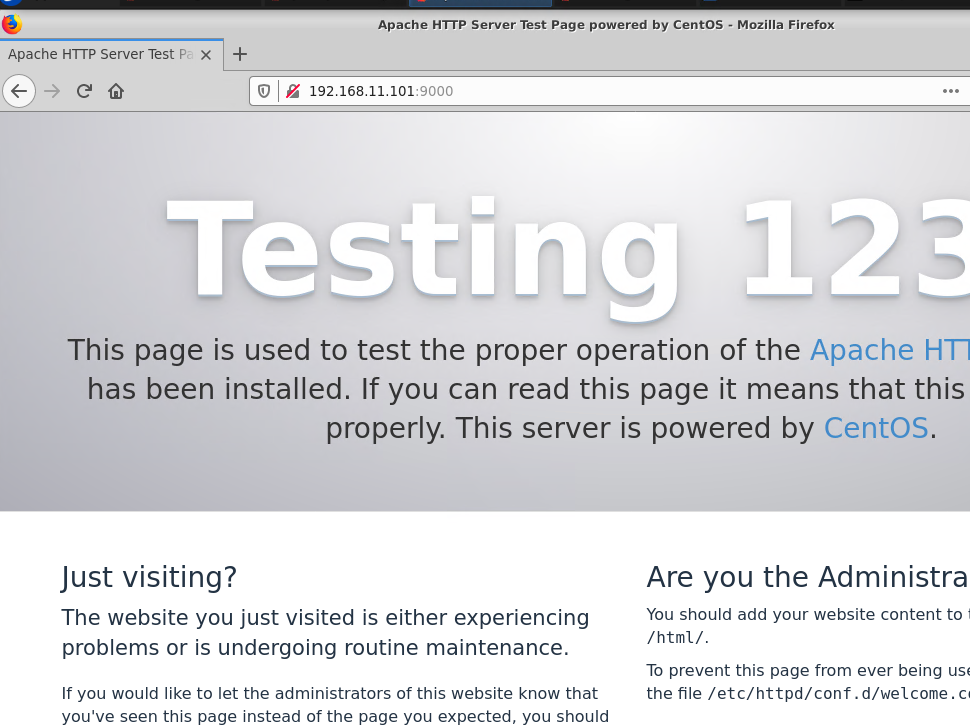 Apache HTTP Server Test Page powered by CentOS - Mozilla Firefox
Apache HTTP Server Test Pa
192.168.11.101:9000
Testing 123
This page is used to test the proper operation of the Apache HTT
has been installed. If you can read this page it means that this
properly. This server is powered by CentOS.
Just visiting?
The website you just visited is either experiencing
problems or is undergoing routine maintenance.
If you would like to let the administrators of this website know that
you've seen this page instead of the page you expected, you should
Are you the Administra
You should add your website content to t
/html/.
To prevent this page from ever being use
the file /etc/httpd/conf.d/welcome.co